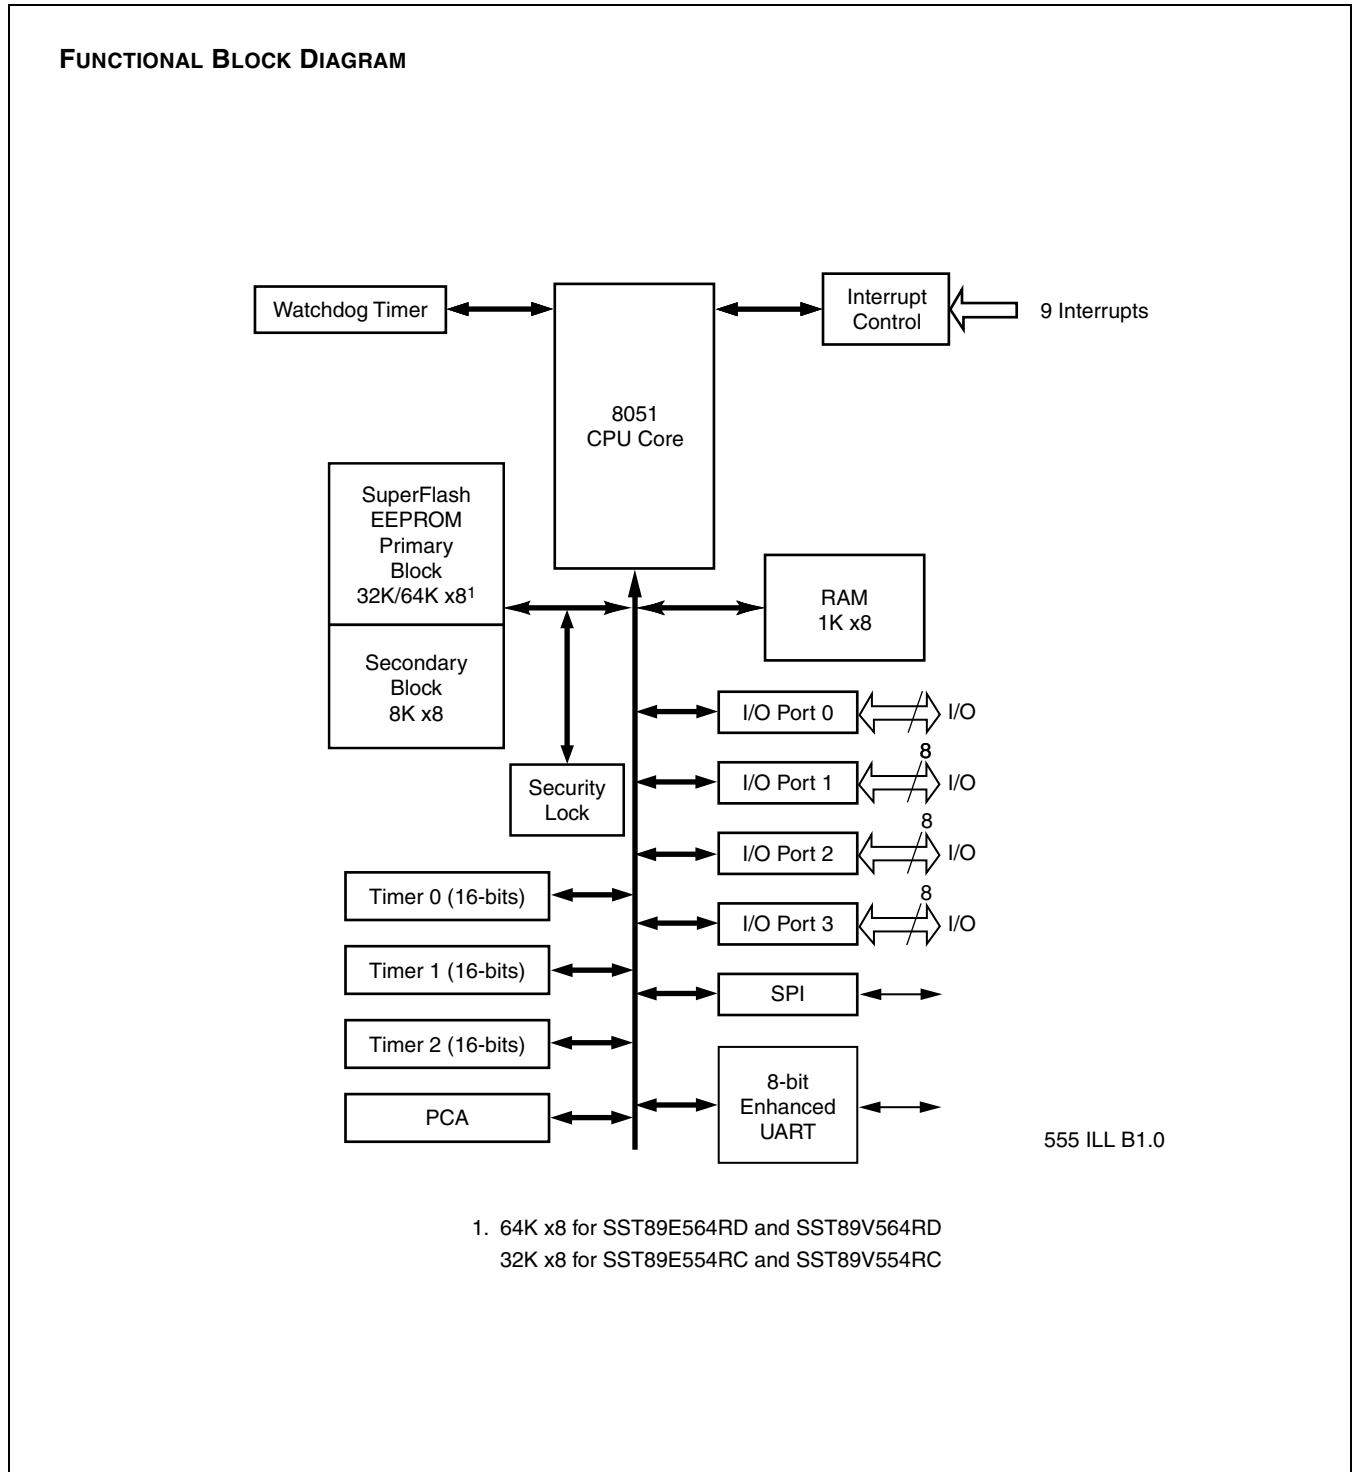 FUNCTIONAL BLOCK DIAGRAM
Watchdog Timer
8051
CPU Core
Interrupt
Control
9 Interrupts
SuperFlash
EEPROM
Primary
Block
32K/64K x8¹
Secondary
Block
8K x8
RAM
1K x8
Security
Lock
I/O Port 0
I/O
8
I/O Port 1
I/O
8
I/O Port 2
I/O
8
I/O Port 3
I/O
Timer 0 (16-bits)
Timer 1 (16-bits)
Timer 2 (16-bits)
PCA
SPI
8-bit
Enhanced
UART
555 ILL B1.0
1. 64K x8 for SST89E564RD and SST89V564RD
32K x8 for SST89E554RC and SST89V554RC